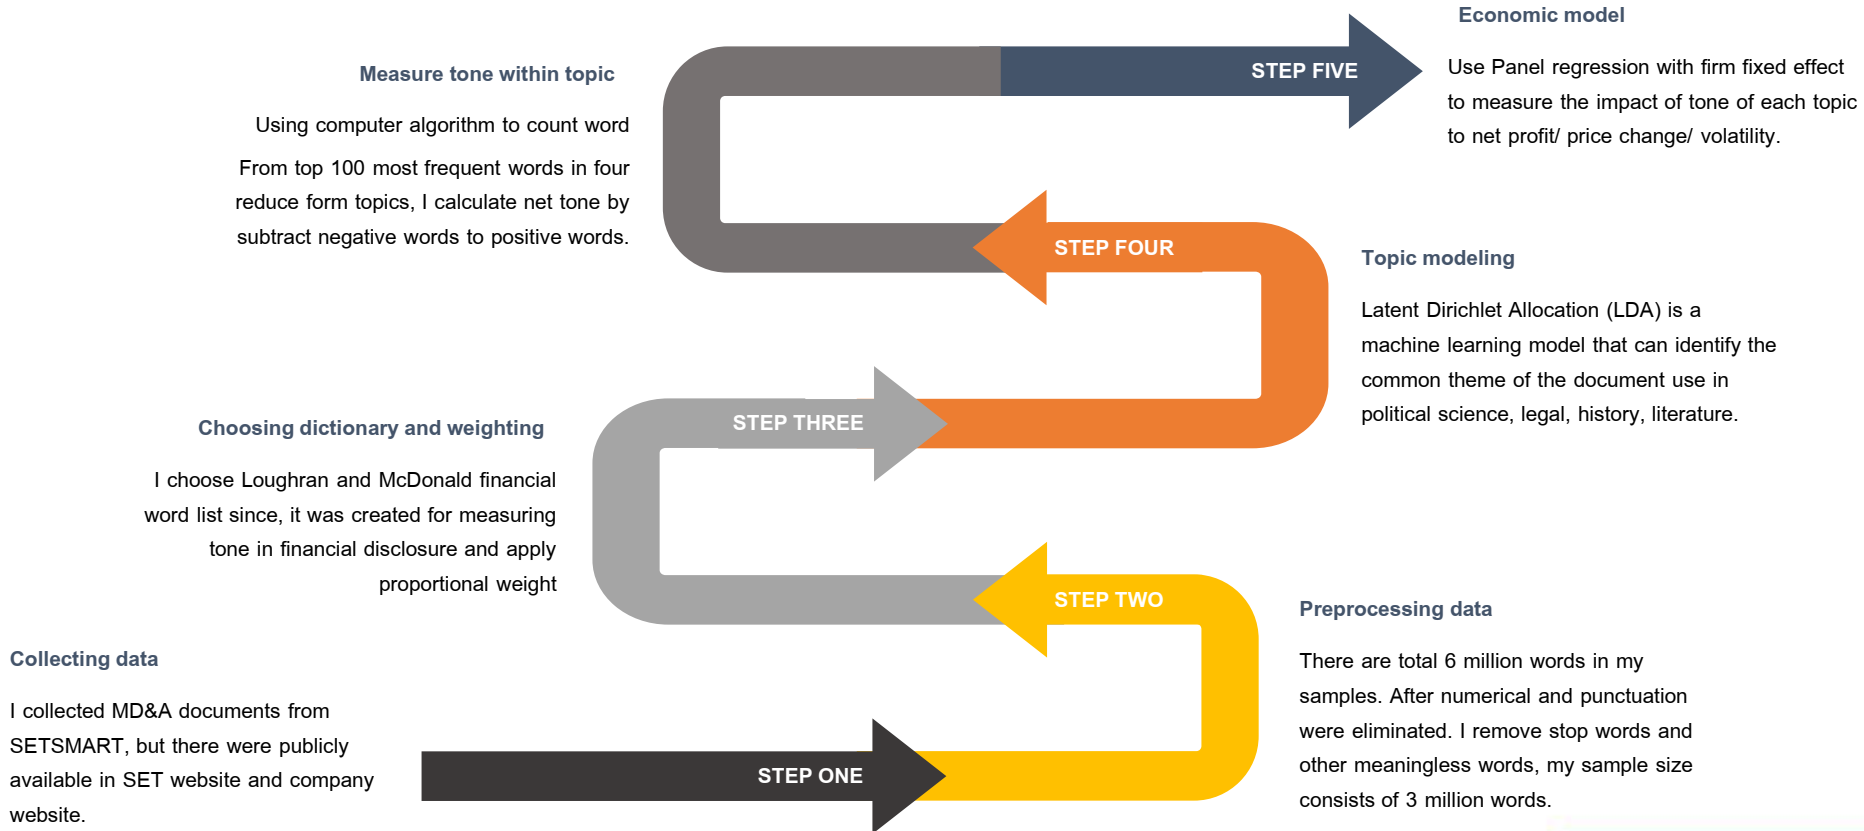 Economic model
Use Panel regression with firm fixed effect
to measure the impact of tone of each topic
to net profit/ price change/ volatility.
STEP FIVE
Measure tone within topic
Using computer algorithm to count word
From top 100 most frequent words in four
reduce form topics, I calculate net tone by
subtract negative words to positive words.
STEP FOUR
Topic modeling
Latent Dirichlet Allocation (LDA) is a
machine learning model that can identify the
common theme of the document use in
political science, legal, history, literature.
STEP THREE
Choosing dictionary and weighting
I choose Loughran and McDonald financial
word list since, it was created for measuring
tone in financial disclosure and apply
proportional weight
STEP TWO
Preprocessing data
There are total 6 million words in my
samples. After numerical and punctuation
were eliminated. I remove stop words and
other meaningless words, my sample size
consists of 3 million words.
Collecting data
I collected MD&A documents from
SETSMART, but there were publicly
available in SET website and company
website.
STEP ONE